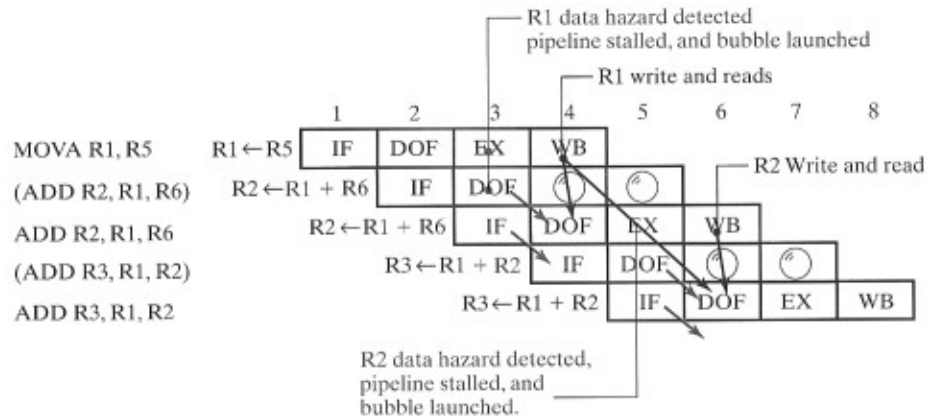 R1 data hazard detected
pipeline stalled, and bubble launched
R1 write and reads
1 2 3 4 5 6 7 8
MOVA R1, R5 R1←R5 IF DOF EX WB
R2 Write and read
(ADD R2, R1, R6) R2←R1 + R6 IF DOF
ADD R2, R1, R6 R2←R1 + R6 IF DOF EX WB
(ADD R3, R1, R2) R3←R1 + R2 IF DOF
ADD R3, R1, R2 R3←R1 + R2 IF DOF EX WB
R2 data hazard detected,
pipeline stalled, and
bubble launched.